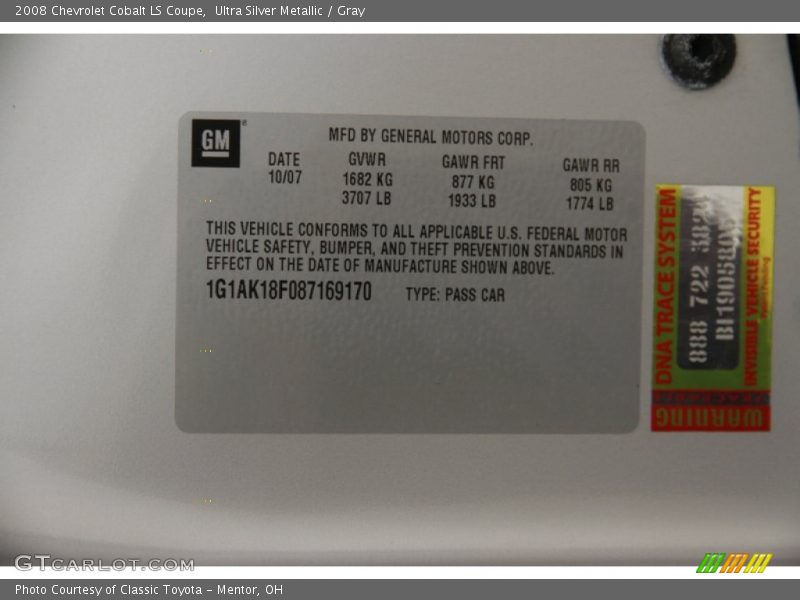 2008 Chevrolet Cobalt LS Coupe,  Ultra Silver Metallic / Gray
GM
MFD BY GENERAL MOTORS CORP.
DATE GVWR GAWR FRT GAWR RR
10/07 1682 KG 877 KG 805 KG
3707 LB 1933 LB 1774 LB
THIS VEHICLE CONFORMS TO ALL APPLICABLE U.S. FEDERAL MOTOR
VEHICLE SAFETY, BUMPER, AND THEFT PREVENTION STANDARDS IN
EFFECT ON THE DATE OF MANUFACTURE SHOWN ABOVE.
1G1AK18F087169170 TYPE: PASS CAR
DNA TRACE SYSTEM
888 722
INVISIBLE VEHICLE SECURITY
WARNING
GTCARLOT.COM
Photo Courtesy of Classic Toyota - Mentor, OH